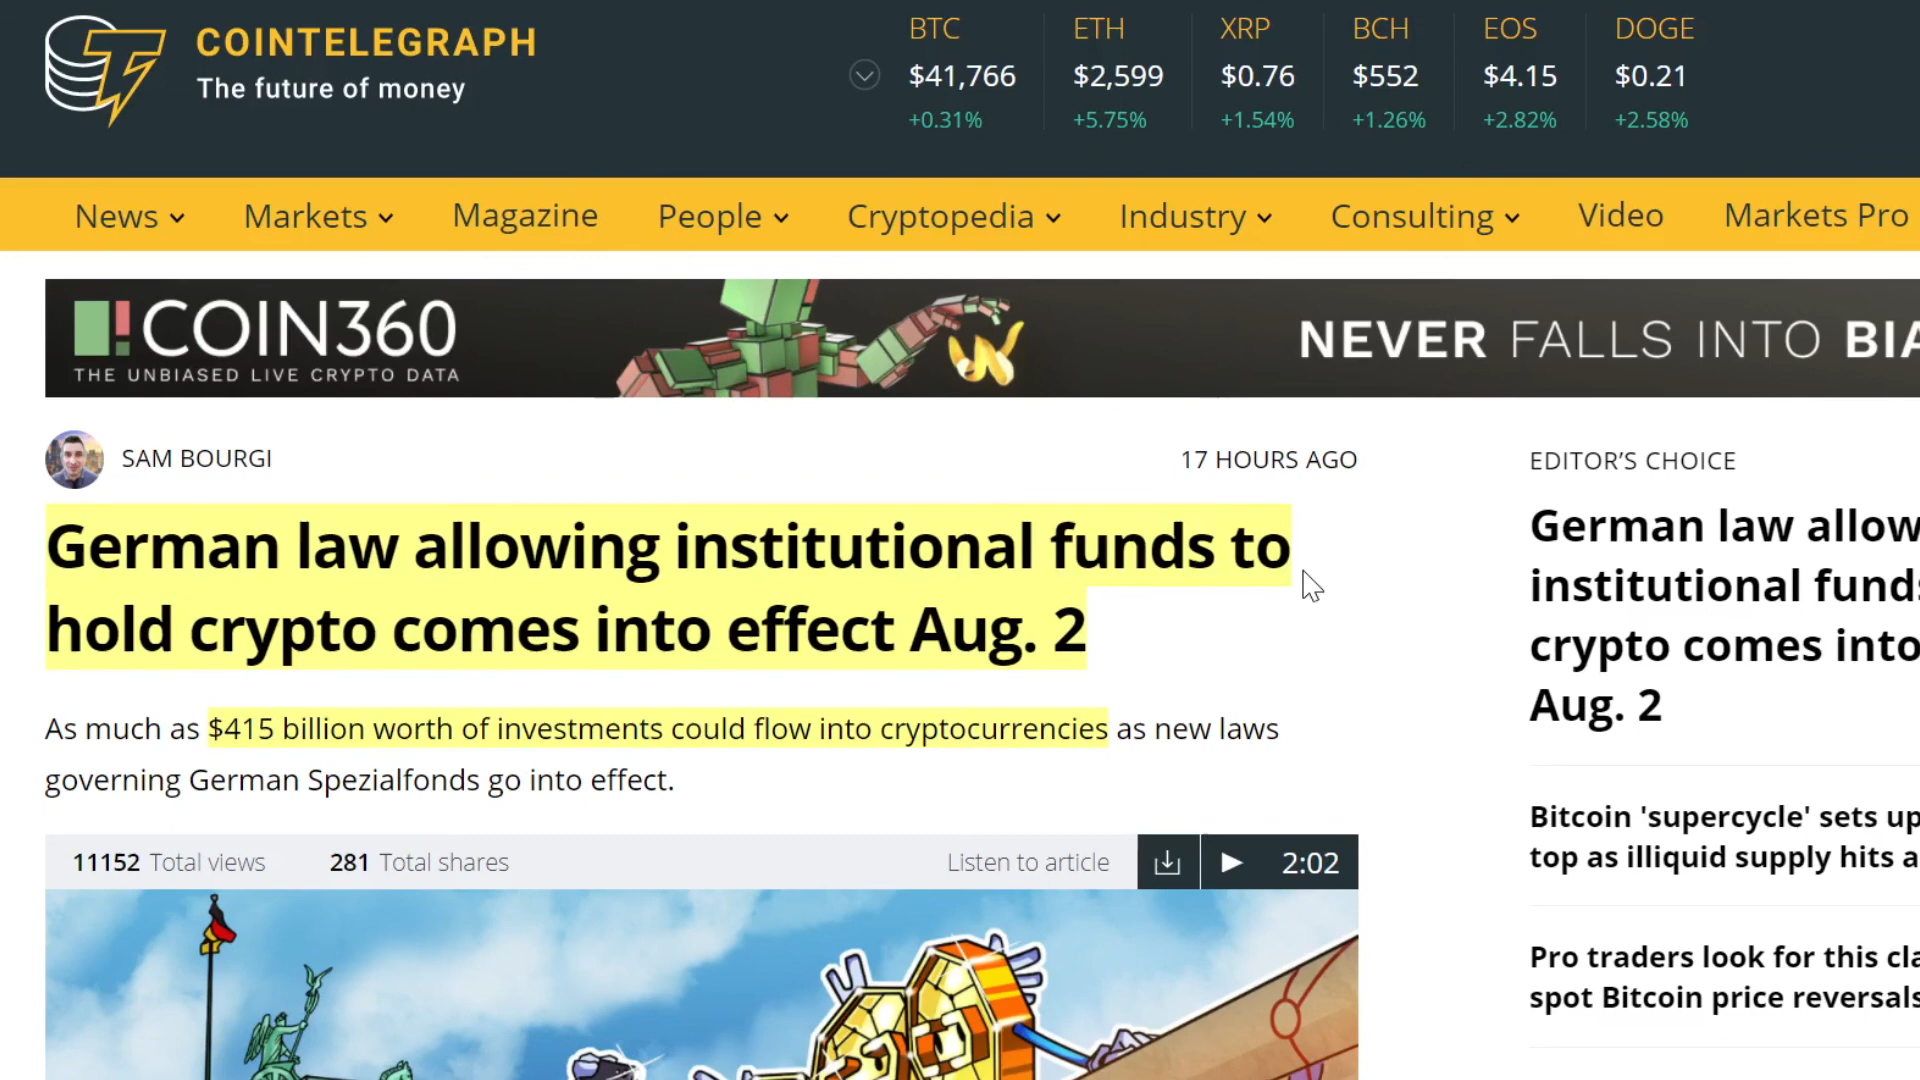 COINTELEGRAPH
The future of money
BTC ETH XRP BCH EOS DOGE
$41,766 $2,599 $0.76 $552 $4.15 $0.21
+0.31% +5.75% +1.54% +1.26% +2.82% +2.58%
News Markets Magazine People Cryptopedia Industry Consulting Video Markets Pro
COIN360
THE UNBIASED LIVE CRYPTO DATA
NEVER FALLS INTO BIA
SAM BOURGI
17 HOURS AGO
German law allowing institutional funds to
hold crypto comes into effect Aug. 2
As much as $415 billion worth of investments could flow into cryptocurrencies as new laws
governing German Spezialfonds go into effect.
11152 Total views 281 Total shares Listen to article 2:02
EDITOR’S CHOICE
German law allow
institutional funds
crypto comes into
Aug. 2
Bitcoin 'supercycle' sets up
top as illiquid supply hits a
Pro traders look for this cla
spot Bitcoin price reversals